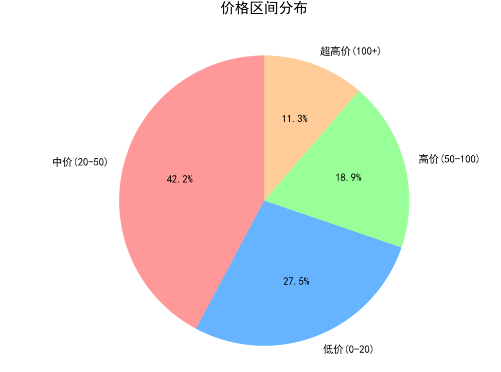 价格区间分布
超高价(100+)
11.3%
中价(20-50)
42.2%
高价(50-100)
18.9%
27.5%
低价(0-20)